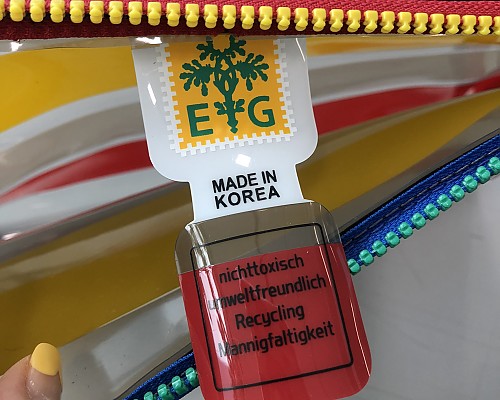 E G
MADE IN
KOREA
nichttoxisch
umweltfreundlich
Recycling
Mannigfaltigkeit